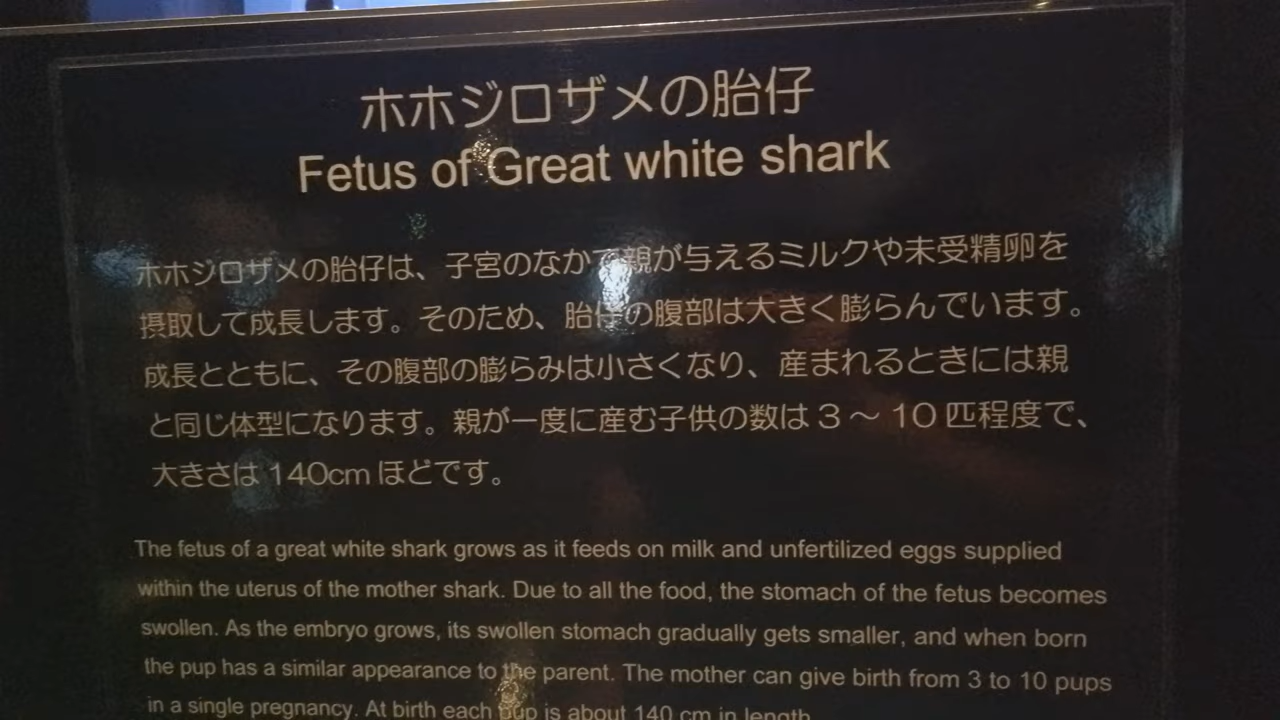 ホホジロザメの胎仔
Fetus of Great white shark
ホホジロザメの胎仔は、子宮のなかで親が与えるミルクや未受精卵を
摂取して成長します。そのため、胎仔の腹部は大きく膨らんでいます。
成長とともに、その腹部の膨らみは小さくなり、産まれるときには親
と同じ体型になります。親が一度に産む子供の数は3～10匹程度で、
大きさは140cmほどです。
The fetus of a great white shark grows as it feeds on milk and unfertilized eggs supplied
within the uterus of the mother shark. Due to all the food, the stomach of the fetus becomes
swollen. As the embryo grows, its swollen stomach gradually gets smaller, and when born
the pup has a similar appearance to the parent. The mother can give birth from 3 to 10 pups
in a single pregnancy. At birth each pup is about 140 cm in length